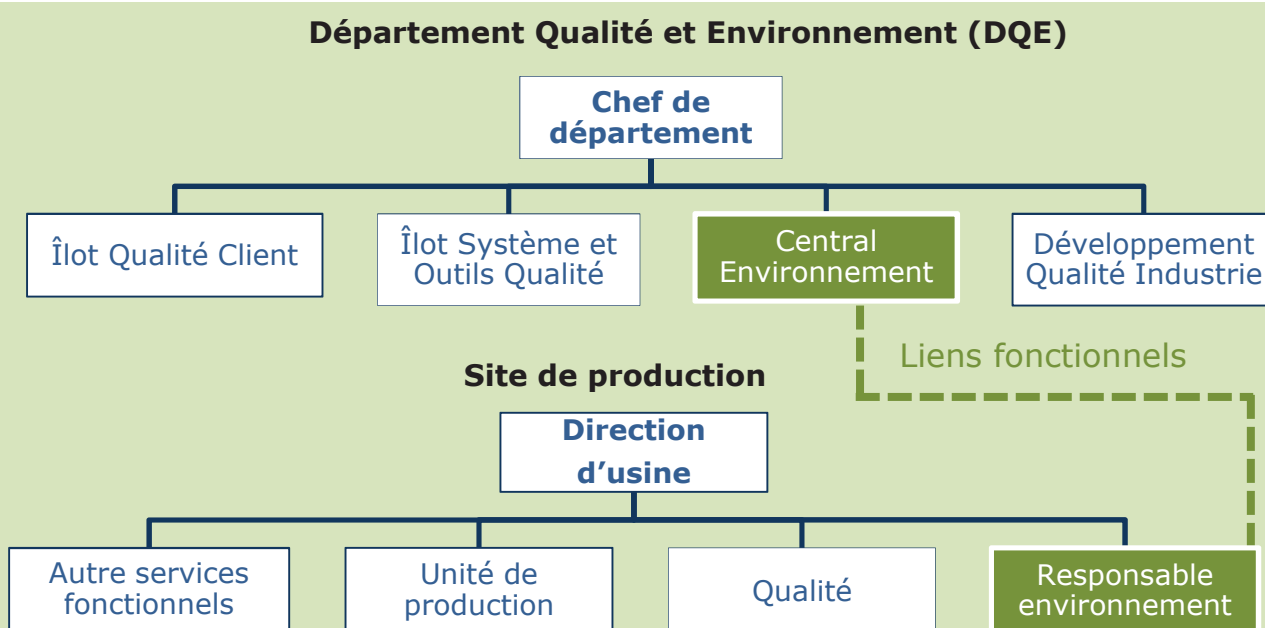 Département Qualité et Environnement (DQE)
Chef de
département
Îlot Qualité Client
Îlot Système et
Outils Qualité
Central
Environnement
Développement
Qualité Industrie
Liens fonctionnels
Site de production
Direction
d’usine
Autre services
fonctionnels
Unité de
production
Qualité
Responsable
environnement